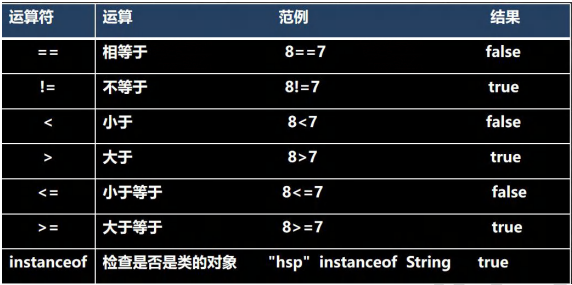 运算符 运算 范例 结果
== 相等于 8==7 false
!= 不等于 8!=7 true
< 小于 8<7 false
> 大于 8>7 true
<= 小于等于 8<=7 false
>= 大于等于 8>=7 true
instanceof 检查是否是类的对象 "hsp" instanceof String true